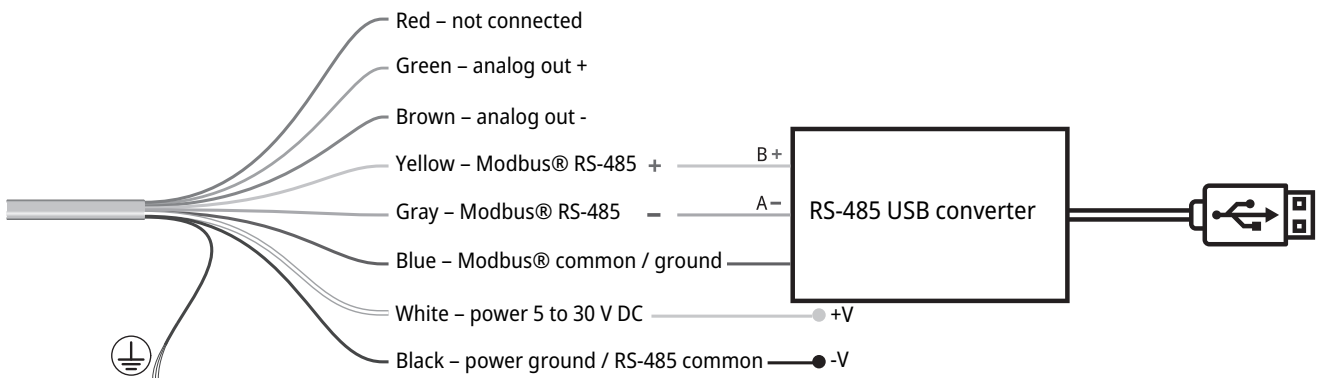 Red – not connected
Green – analog out +
Brown – analog out -
Yellow – Modbus® RS-485 + B +
Gray – Modbus® RS-485 - A -
RS-485 USB converter
Blue – Modbus® common / ground
White – power 5 to 30 V DC +V
Black – power ground / RS-485 common -V